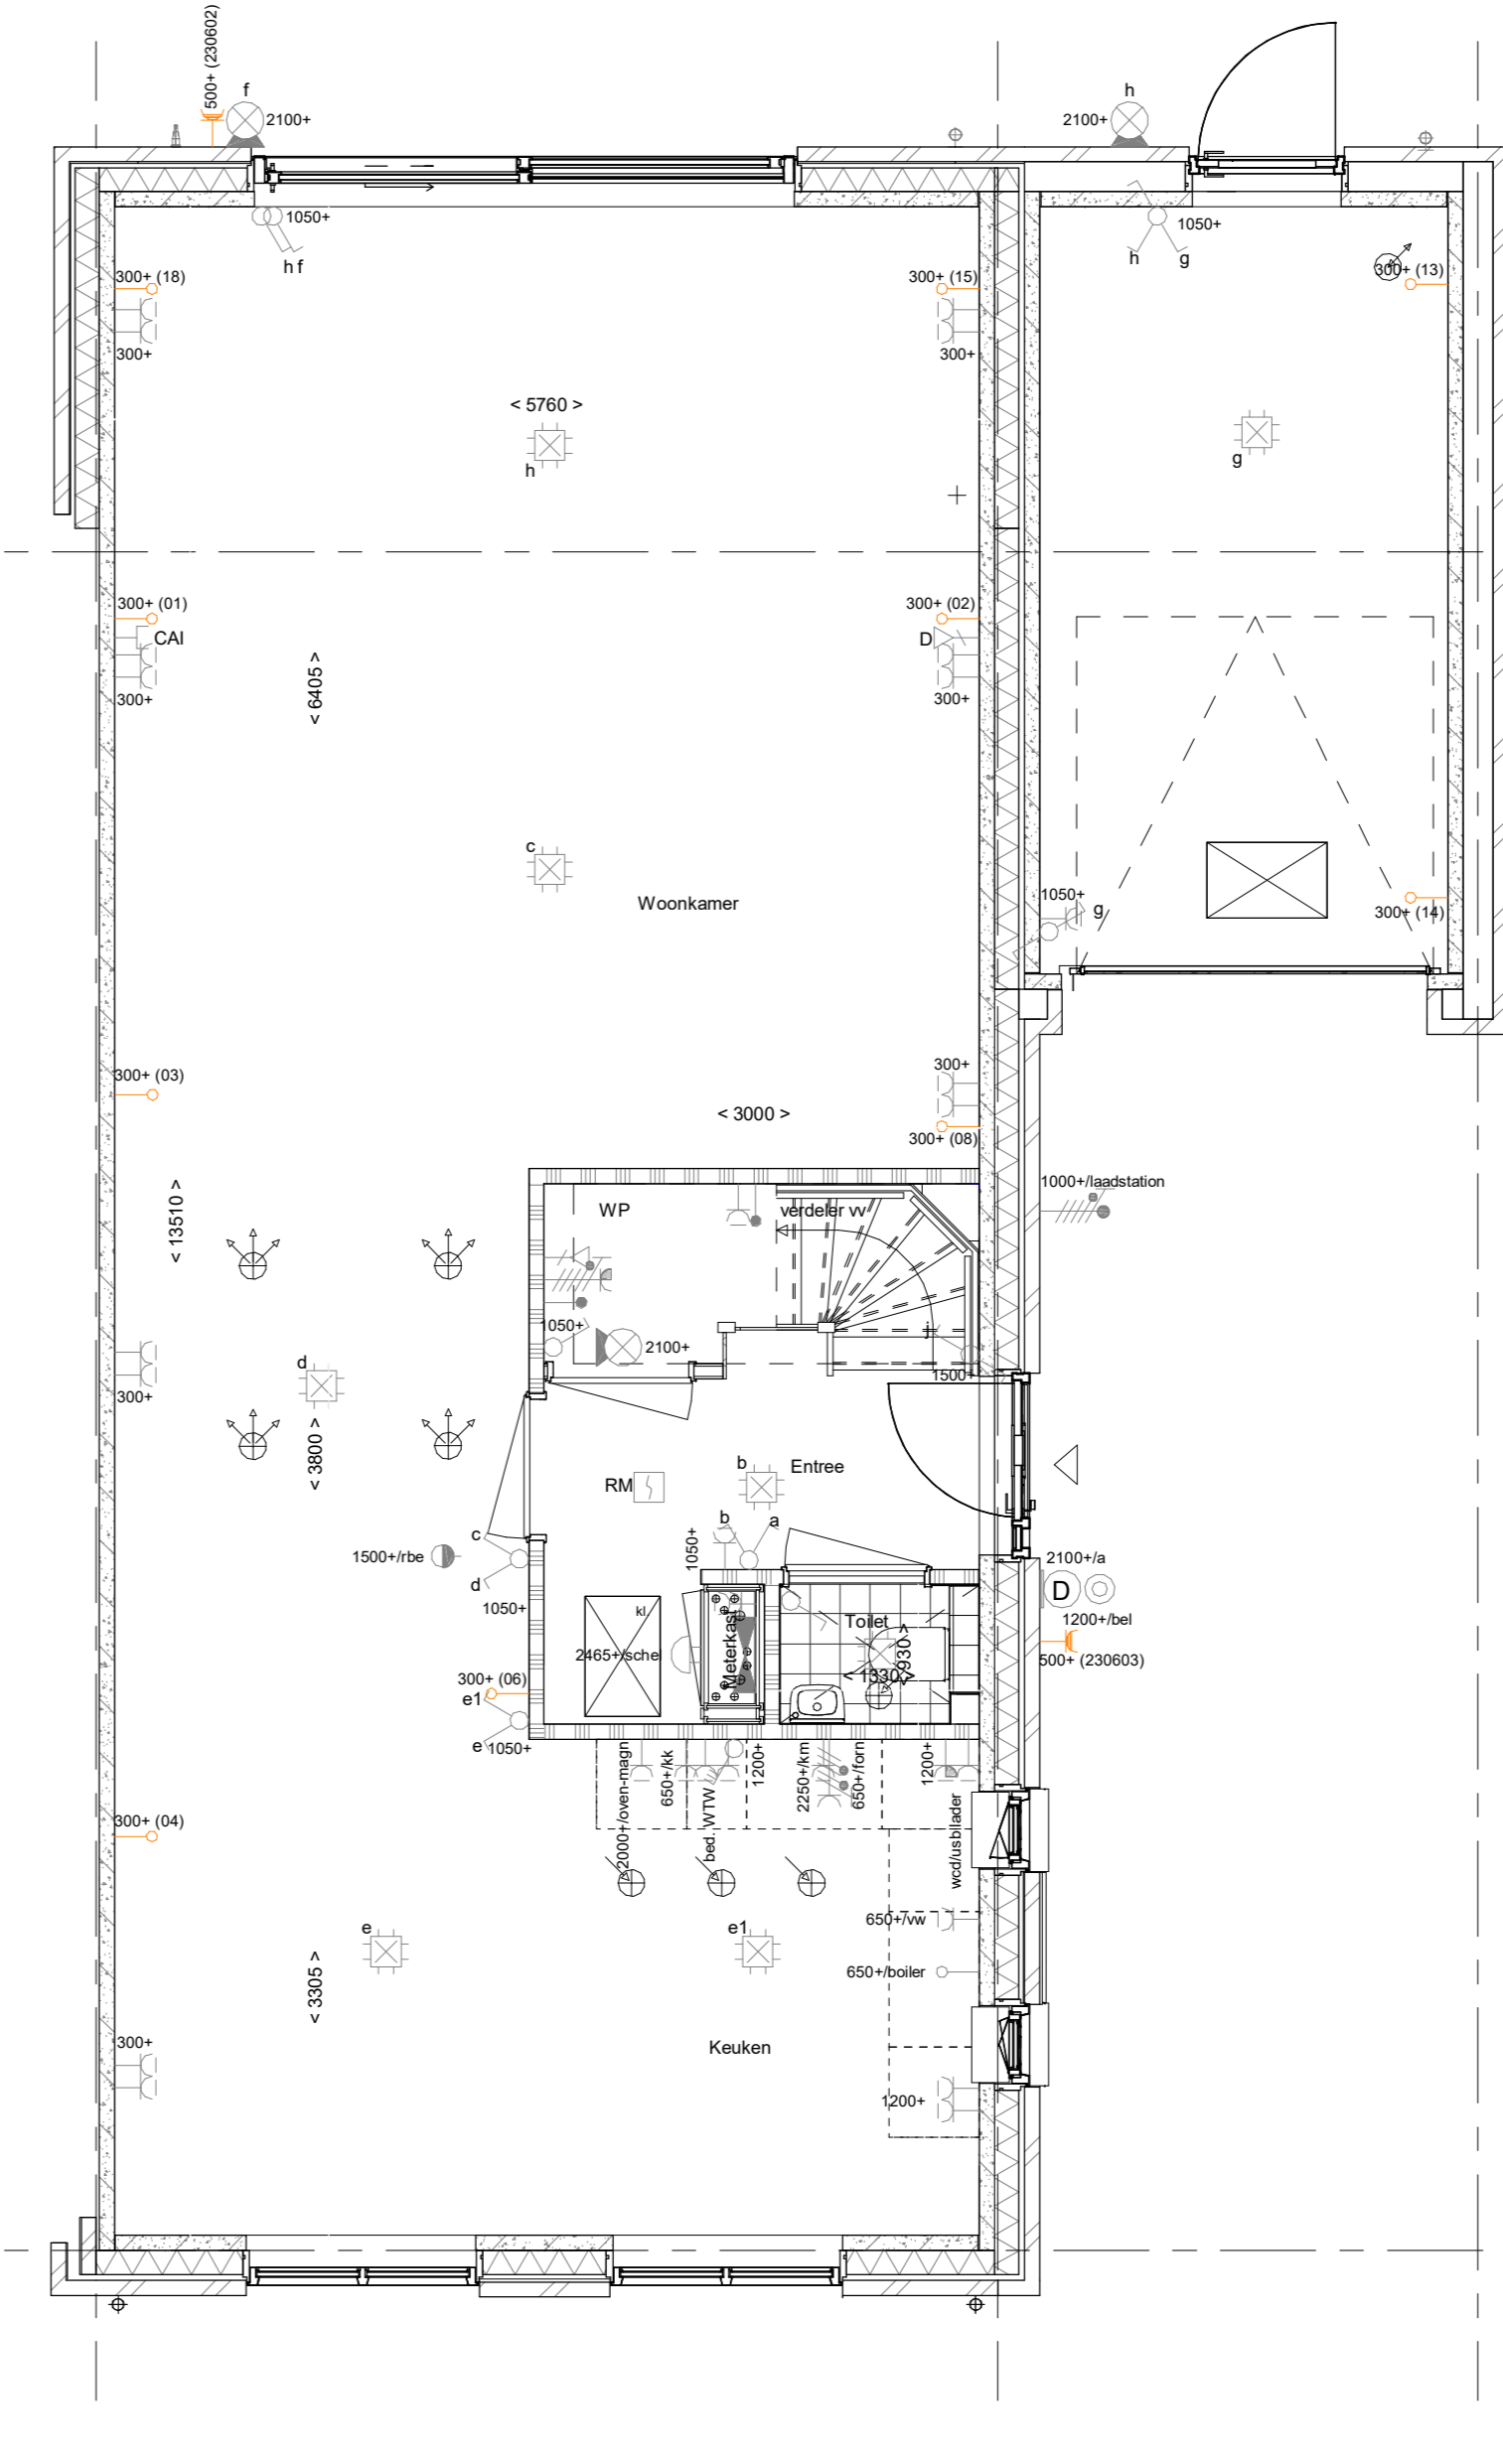 500+ (230602)
f
2100+
h
2100+
1050+
h f
1050+
h
g
300+ (18)
300+
300+ (15)
300+
300+ (13)
< 5760 >
h
g
300+ (01)
CAI
300+
300+ (02)
D
300+
< 6405 >
c
Woonkamer
1050+
g
300+ (14)
300+ (03)
300+
< 3000 >
300+ (08)
< 13510 >
WP
verdeler vv
1000+/laadstation
1050+
2100+
j
1500+
300+
d
< 3800 >
RM
b
Entree
1500+/rbe
c
d
1050+
1050+
b
a
2100+/a
D
1200+/bel
500+ (230603)
kl.
2465+/schel
Meterkast
Toilet
< 1330 >
< 930 >
300+ (06)
e1
e
1050+
2000+/oven-magn
650+/kk
bed. WTW
1200+
2250+/km
650+/forn
1200+
wcd/usbilader
300+ (04)
e
e1
650+/vw
650+/boiler
< 3305 >
Keuken
300+
1200+